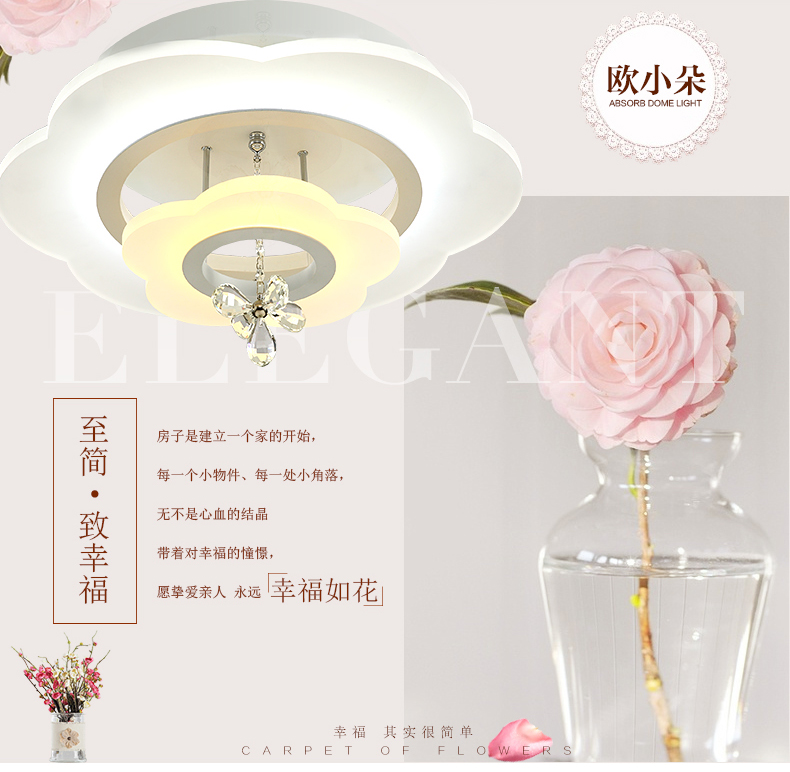 欧小朵
ABSORB DOME LIGHT
ELEGANT
至简·致幸福
房子是建立一个家的开始，
每一个小物件、每一处小角落，
无不是心血的结晶
带着对幸福的憧憬，
愿挚爱亲人 永远「幸福如花」
幸福 其实很简单
CARPET OF FLOWERS